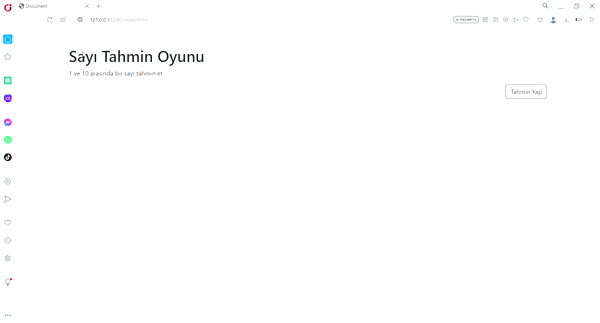 Document
127.0.0.1:5500/index.html
AI PROMPTS
Sayı Tahmin Oyunu
1 ve 10 arasında bir sayı tahmin et
Tahmin Yap